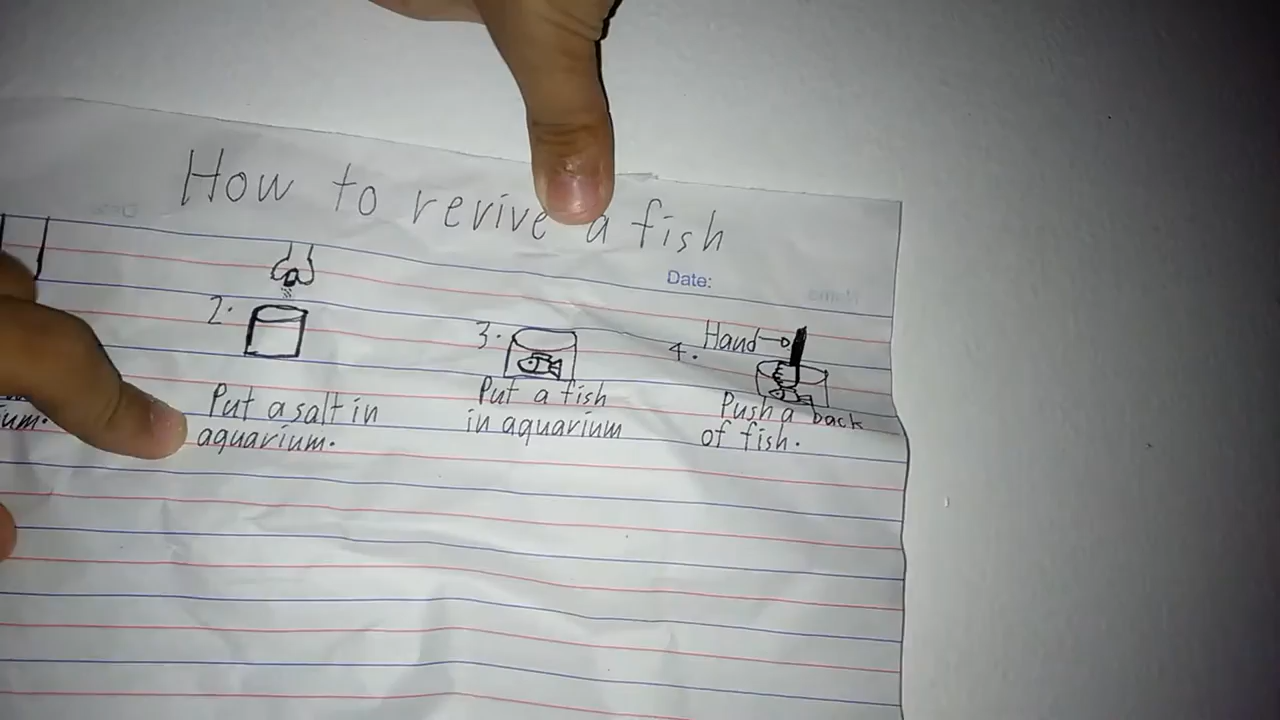 How to revive a fish
Date:
2.
Put a salt in
aquarium.
3.
Put a fish
in aquarium
Hand
4.
Push a back
of fish.
ium.